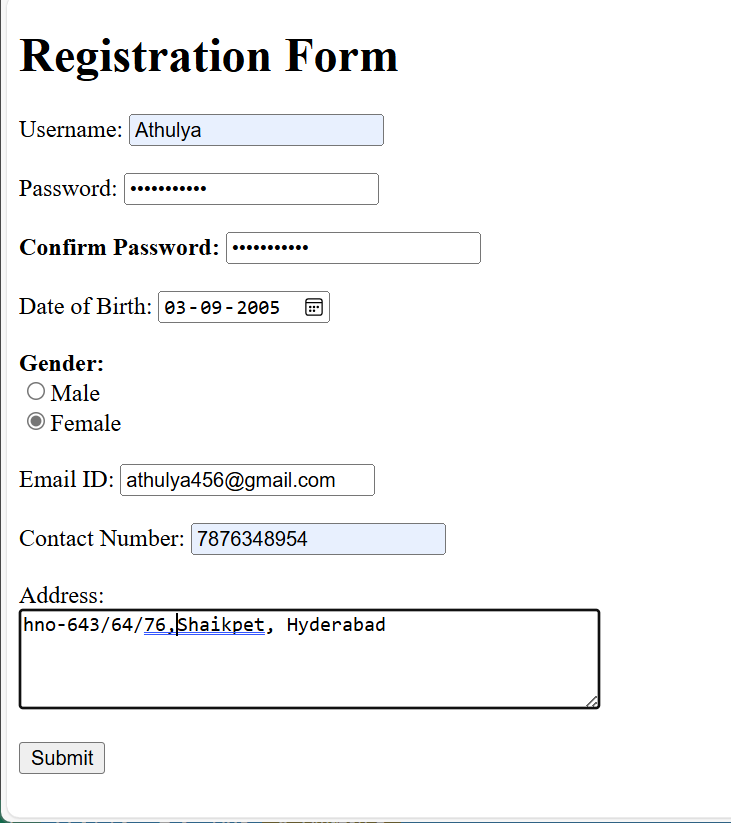 Registration Form
Username: Athulya
Password: •••••••••••
Confirm Password: •••••••••••
Date of Birth: 03-09-2005
Gender:
Male
Female
Email ID: athulya456@gmail.com
Contact Number: 7876348954
Address:
hno-643/64/76,Shaikpet, Hyderabad
Submit